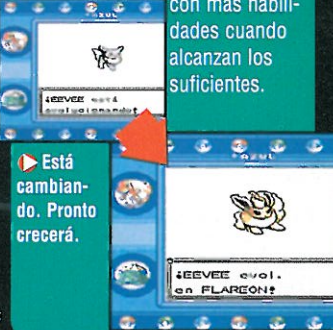 con más habili-
dades cuando
alcanzan los
suficientes.
AZUL
¡EEVEE está
evolucionando!
Está
cambian-
do. Pronto
crecerá.
AZUL
¡EEVEE evol.
en FLAREON!